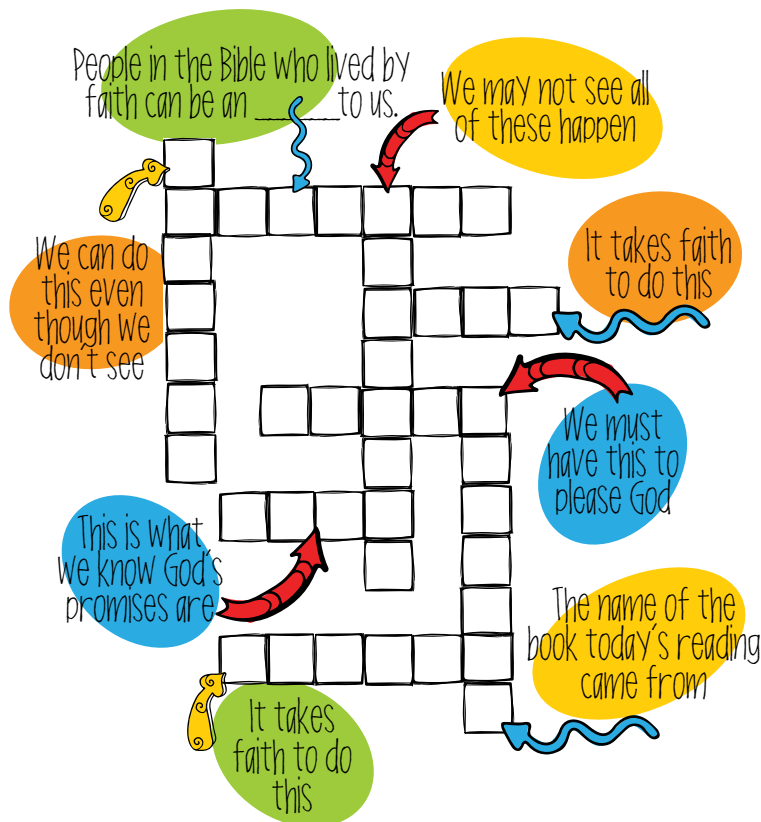 People in the Bible who lived by
faith can be an ______ to us.
We may not see all
of these happen
We can do
this even
though we
don't see
It takes faith
to do this
We must
have this to
please God
This is what
we know God's
promises are
The name of the
book today's reading
came from
It takes
faith to do
this